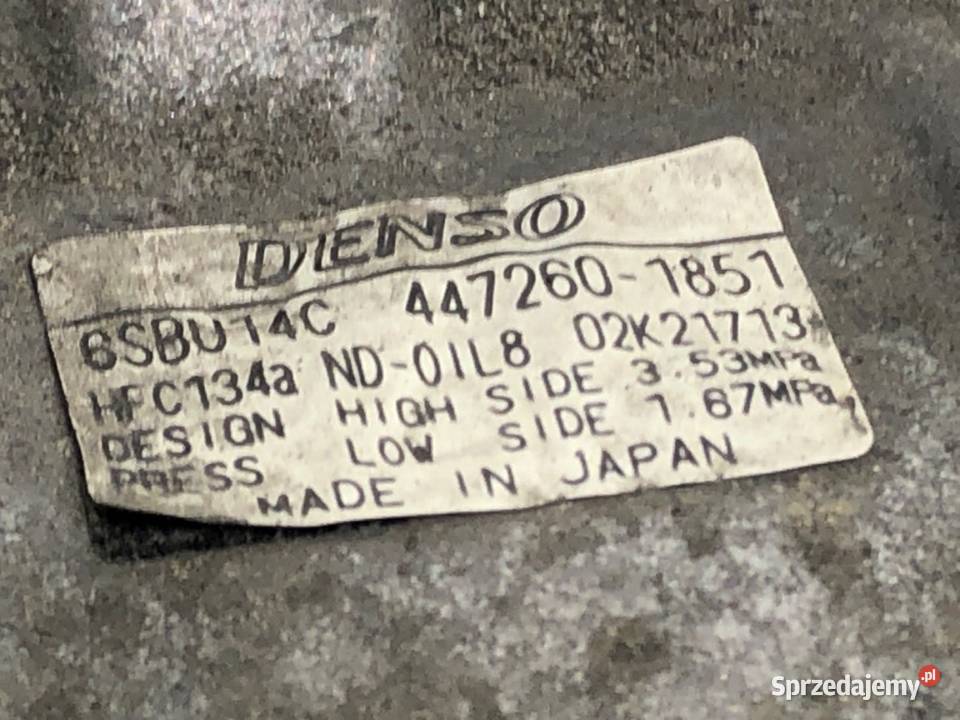 DENSO
6SBU14C 447260-1851
HFC134a ND-OIL8 02K21713*
DESIGN HIGH SIDE 3.53MPa
PRESS LOW SIDE 1.67MPa
MADE IN JAPAN
Sprzedajemy.pl